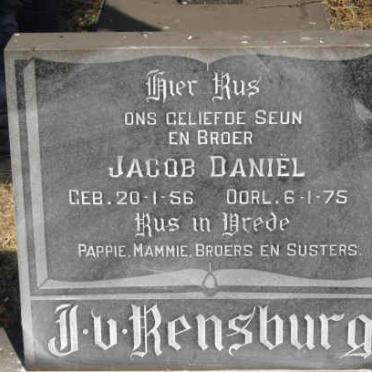 Hier Rus
ONS GELIEFDE SEUN
EN BROER
JACOB DANIËL
GEB. 20-1-56 OORL. 6-1-75
Rus in Vrede
PAPPIE, MAMMIE, BROERS EN SUSTERS.
J.v.Rensburg